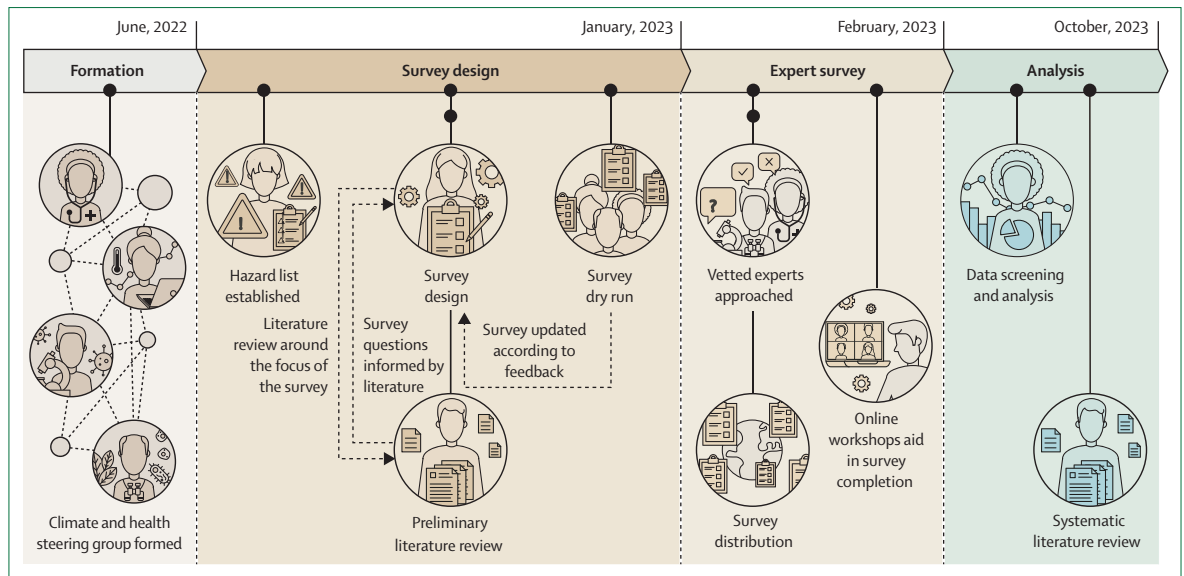 June, 2022
January, 2023
February, 2023
October, 2023
Formation
Survey design
Expert survey
Analysis
Climate and health
steering group formed
Hazard list
established
Literature
review around
the focus of
the survey
Survey
questions
informed by
literature
Survey
design
Survey updated
according to
feedback
Survey
dry run
Preliminary
literature review
?
Vetted experts
approached
Survey
distribution
Online
workshops aid
in survey
completion
Data screening
and analysis
Systematic
literature review